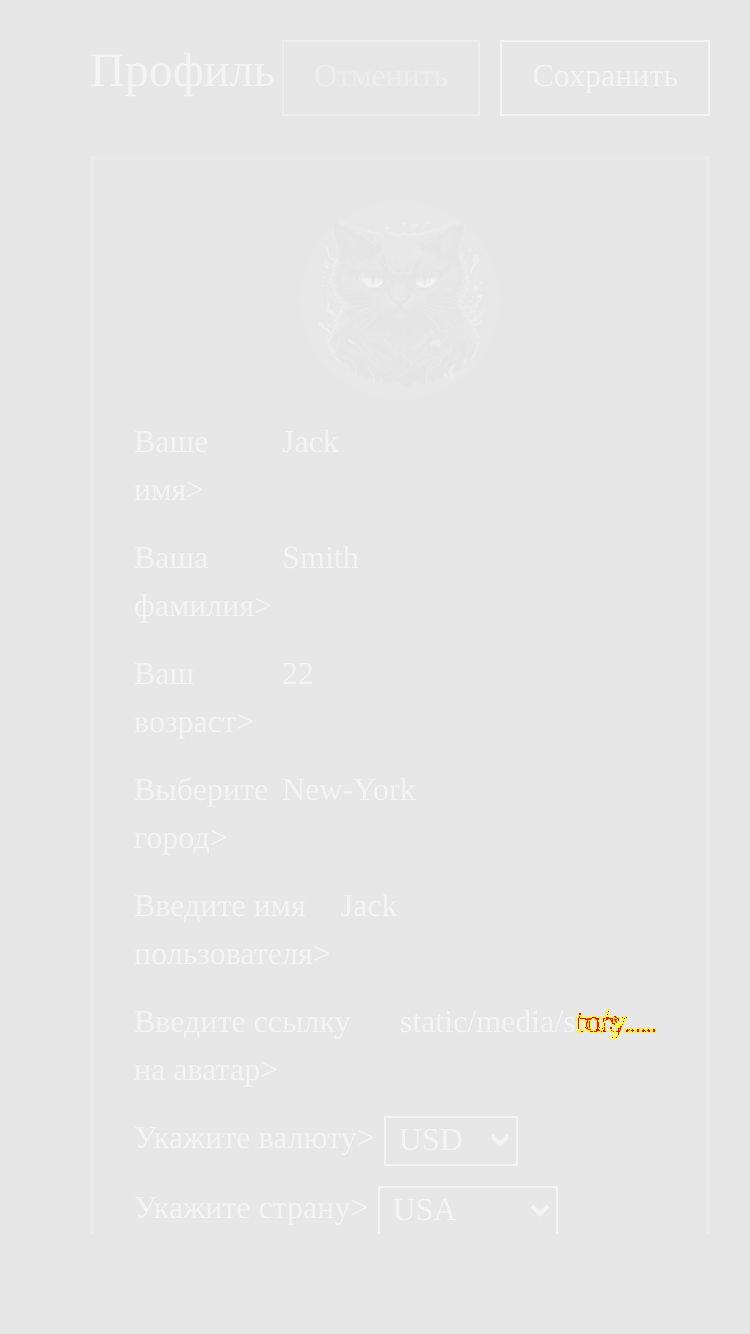 Профиль Отменить Сохранить
Ваше Jack
имя>
Ваша Smith
фамилия>
Ваш 22
возраст>
Выберите New-York
город>
Введите имя Jack
пользователя>
Введите ссылку static/media/s
на аватар>
Укажите валюту> USD
Укажите страну> USA